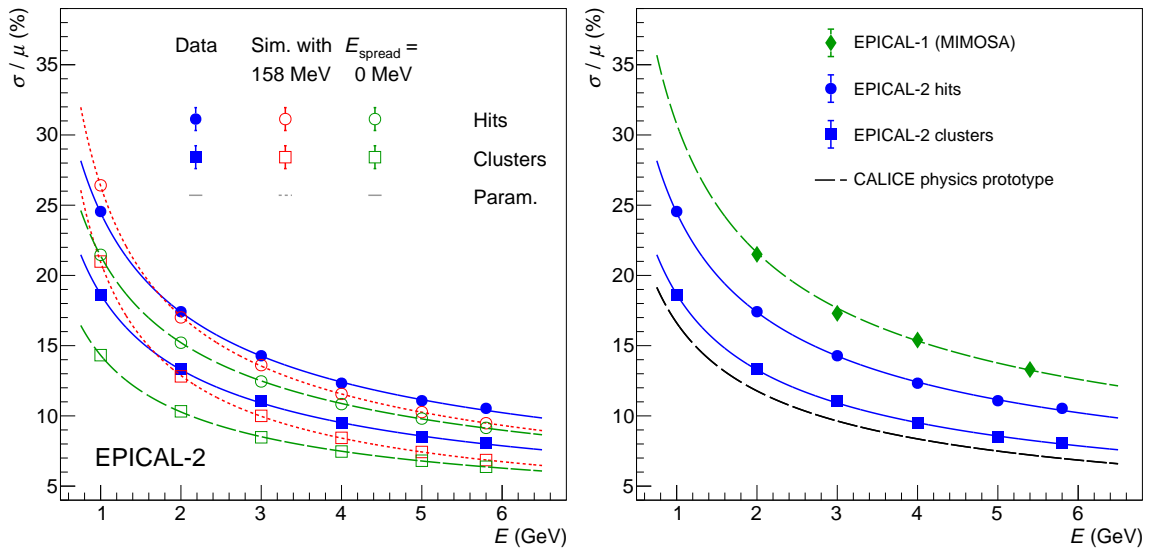 σ / μ (%)
35
30
25
20
15
10
5
Data Sim. with E_spread =
158 MeV 0 MeV
Hits
Clusters
Param.
EPICAL-2
1 2 3 4 5 6
E (GeV)
σ / μ (%)
35
30
25
20
15
10
5
EPICAL-1 (MIMOSA)
EPICAL-2 hits
EPICAL-2 clusters
CALICE physics prototype
1 2 3 4 5 6
E (GeV)